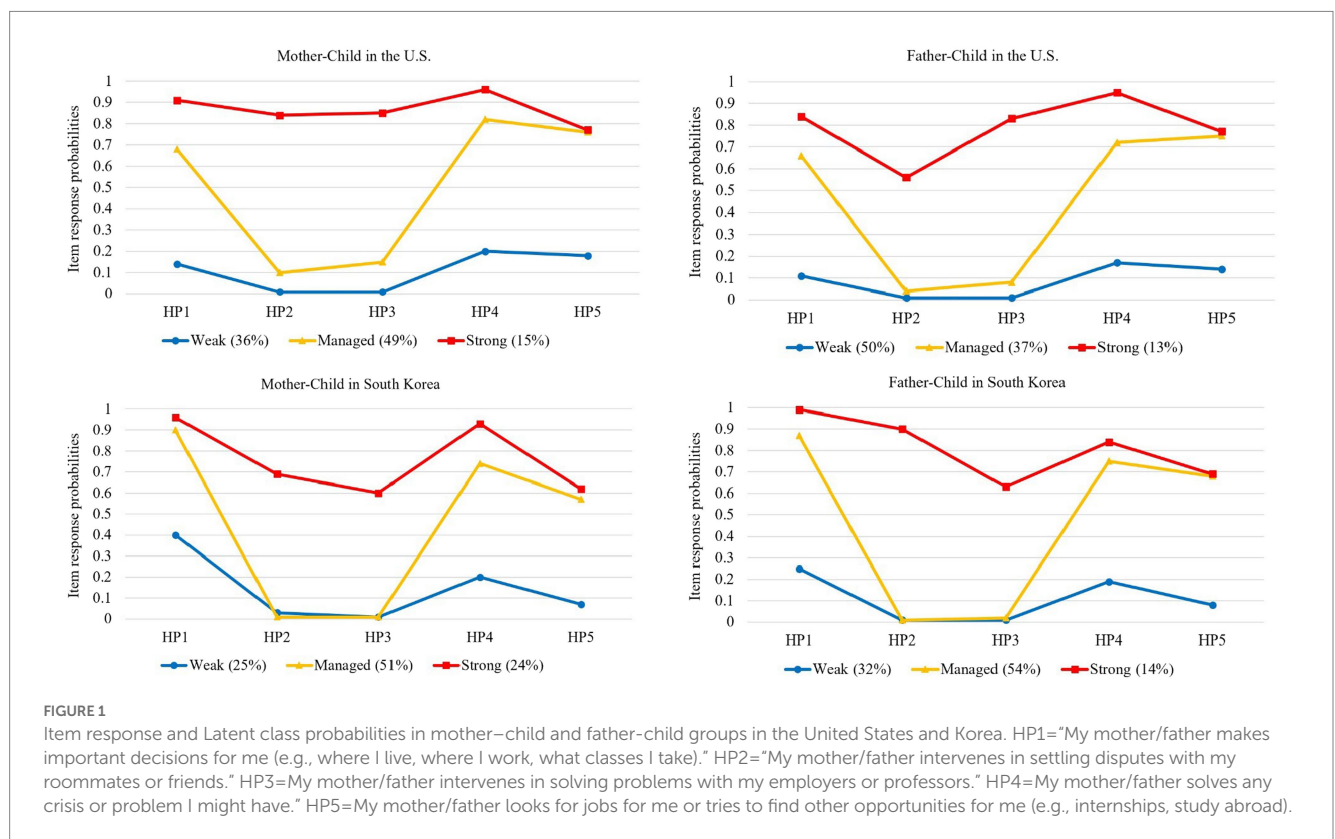 Mother-Child in the U.S.
Item response probabilities
1
0.9
0.8
0.7
0.6
0.5
0.4
0.3
0.2
0.1
0
HP1 HP2 HP3 HP4 HP5
Weak (36%) Managed (49%) Strong (15%)
Father-Child in the U.S.
Item response probabilities
1
0.9
0.8
0.7
0.6
0.5
0.4
0.3
0.2
0.1
0
HP1 HP2 HP3 HP4 HP5
Weak (50%) Managed (37%) Strong (13%)
Mother-Child in South Korea
Item response probabilities
1
0.9
0.8
0.7
0.6
0.5
0.4
0.3
0.2
0.1
0
HP1 HP2 HP3 HP4 HP5
Weak (25%) Managed (51%) Strong (24%)
Father-Child in South Korea
Item response probabilities
1
0.9
0.8
0.7
0.6
0.5
0.4
0.3
0.2
0.1
0
HP1 HP2 HP3 HP4 HP5
Weak (32%) Managed (54%) Strong (14%)
FIGURE 1
Item response and Latent class probabilities in mother–child and father-child groups in the United States and Korea. HP1=“My mother/father makes
important decisions for me (e.g., where I live, where I work, what classes I take).” HP2=“My mother/father intervenes in settling disputes with my
roommates or friends.” HP3=My mother/father intervenes in solving problems with my employers or professors.” HP4=My mother/father solves any
crisis or problem I might have.” HP5=My mother/father looks for jobs for me or tries to find other opportunities for me (e.g., internships, study abroad).